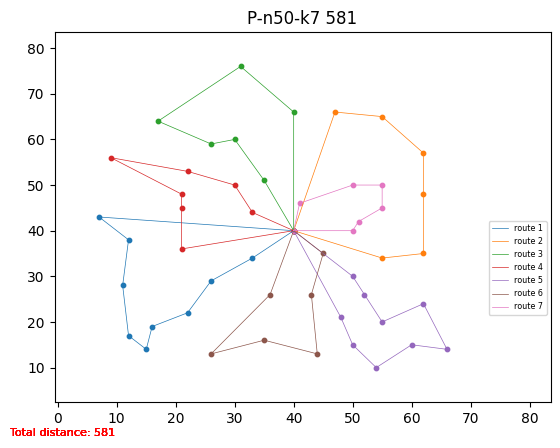 P-n50-k7 581
80
70
60
50
40
30
20
10
0 10 20 30 40 50 60 70 80
route 1
route 2
route 3
route 4
route 5
route 6
route 7
Total distance: 581